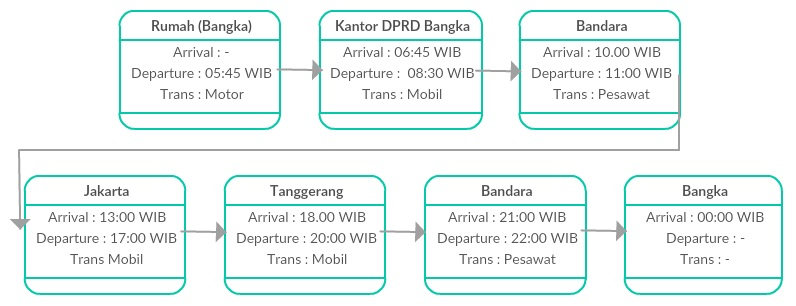 Rumah (Bangka)
Arrival : -
Departure : 05:45 WIB
Trans : Motor
Kantor DPRD Bangka
Arrival : 06:45 WIB
Departure :  08:30 WIB
Trans : Mobil
Bandara
Arrival : 10.00 WIB
Departure : 11:00 WIB
Trans : Pesawat
Jakarta
Arrival : 13:00 WIB
Departure : 17:00 WIB
Trans Mobil
Tanggerang
Arrival : 18.00 WIB
Departure : 20:00 WIB
Trans : Mobil
Bandara
Arrival : 21:00 WIB
Departure : 22:00 WIB
Trans : Pesawat
Bangka
Arrival : 00:00 WIB
Departure : -
Trans : -